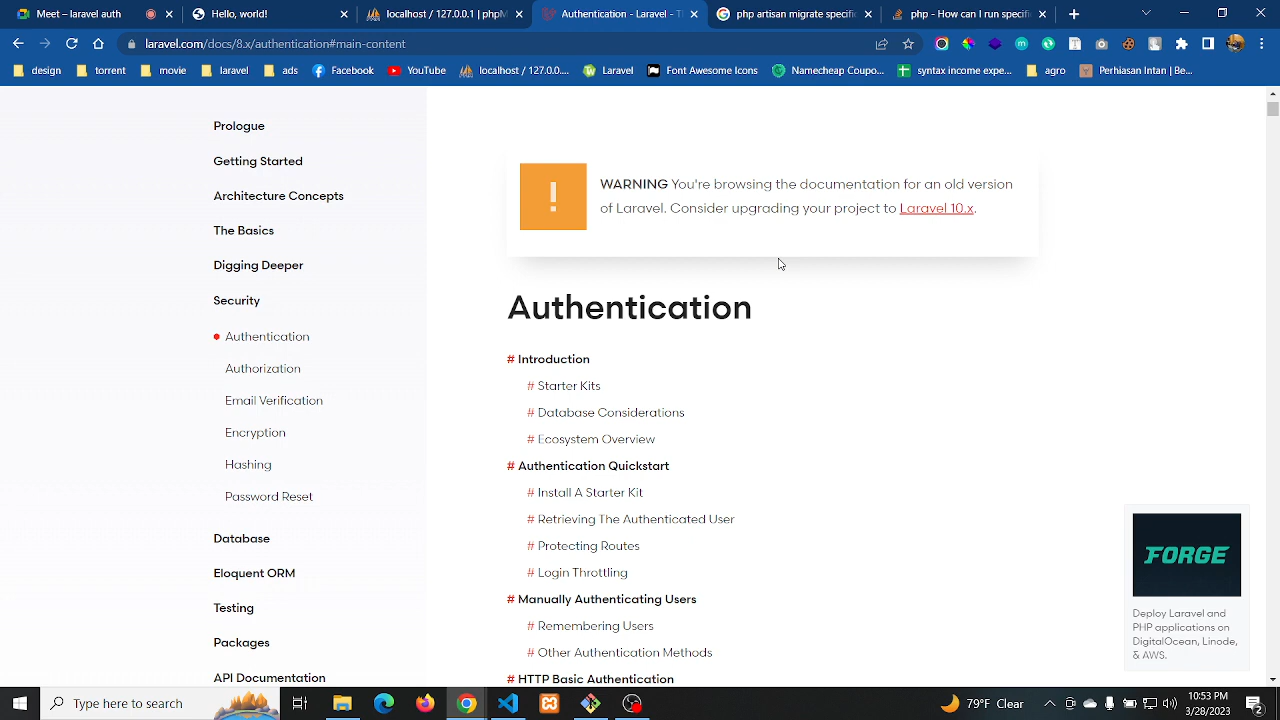 Meet – Laravel auth
Hello world
localhost / 127.0.0.1 | phpM
Authentication - Laravel - T
php artisan migrate specific
php - How can I run specifi
laravel.com/docs/8.x/authentication#main-content
design
torrent
movie
laravel
ads
Facebook
YouTube
localhost / 127.0.0...
Laravel
Font Awesome Icons
Namecheap Coupo...
syntax income expe...
agro
Perhiasan Intan | Be...
Prologue
Getting Started
Architecture Concepts
The Basics
Digging Deeper
Security
Authentication
Authorization
Email Verification
Encryption
Hashing
Password Reset
Database
Eloquent ORM
Testing
Packages
API Documentation
WARNING You're browsing the documentation for an old version
of Laravel. Consider upgrading your project to Laravel 10.x.
Authentication
# Introduction
# Starter Kits
# Database Considerations
# Ecosystem Overview
# Authentication Quickstart
# Install A Starter Kit
# Retrieving The Authenticated User
# Protecting Routes
# Login Throttling
# Manually Authenticating Users
# Remembering Users
# Other Authentication Methods
# HTTP Basic Authentication
FORGE
Deploy Laravel and
PHP applications on
DigitalOcean, Linode,
& AWS.
Type here to search
79°F Clear
10:53 PM
3/28/2023
2